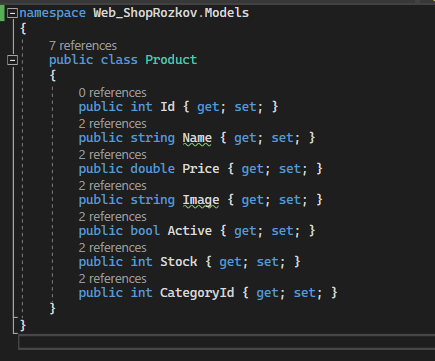 namespace Web_ShopRozkov.Models
{
7 references
public class Product
{
0 references
public int Id { get; set; }
2 references
public string Name { get; set; }
2 references
public double Price { get; set; }
2 references
public string Image { get; set; }
2 references
public bool Active { get; set; }
2 references
public int Stock { get; set; }
2 references
public int CategoryId { get; set; }
}
}